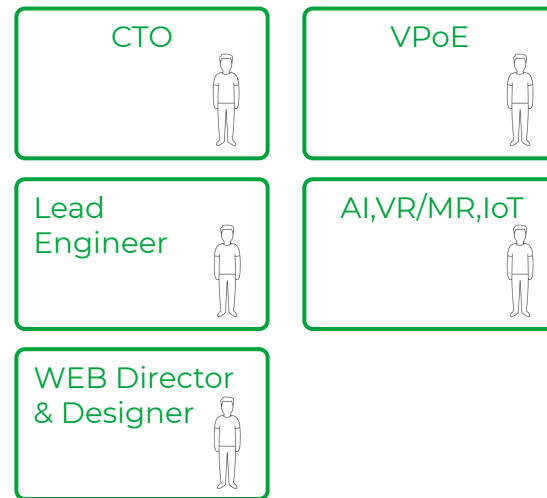 CTO
VPoE
Lead
Engineer
AI,VR/MR,IoT
WEB Director
& Designer